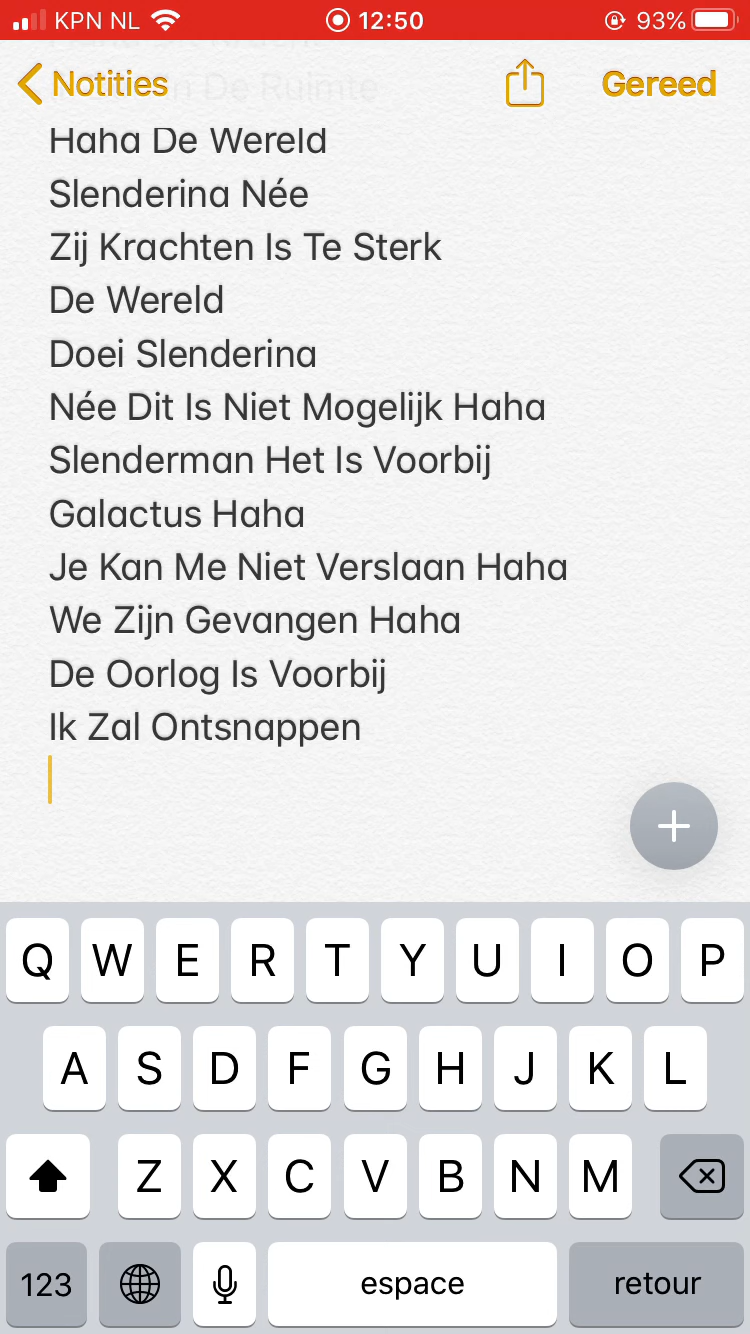 KPN NL 12:50 93%
Notities Gereed
n De Ruimte
Haha De Wereld
Slenderina Née
Zij Krachten Is Te Sterk
De Wereld
Doei Slenderina
Née Dit Is Niet Mogelijk Haha
Slenderman Het Is Voorbij
Galactus Haha
Je Kan Me Niet Verslaan Haha
We Zijn Gevangen Haha
De Oorlog Is Voorbij
Ik Zal Ontsnappen
Q W E R T Y U I O P
A S D F G H J K L
Z X C V B N M
123 espace retour